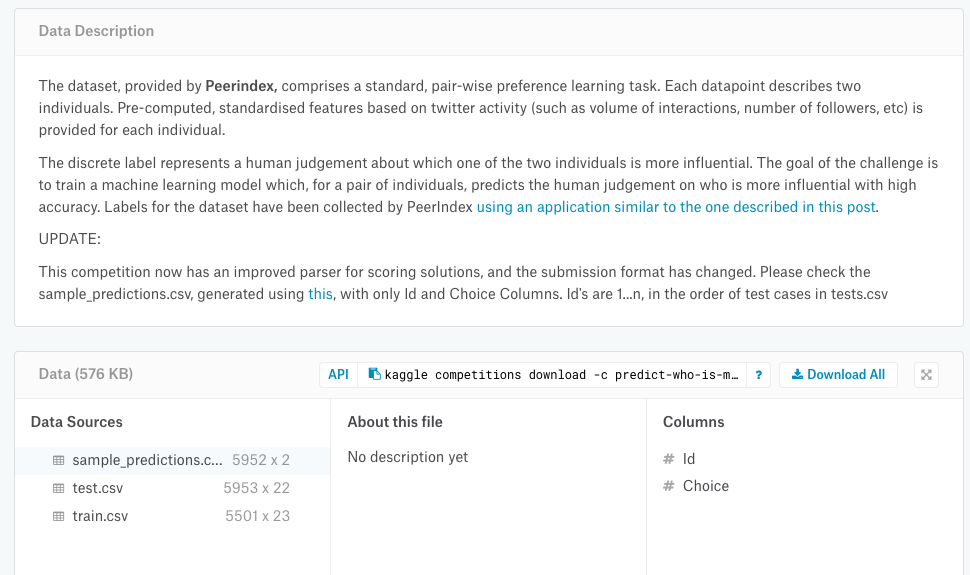 Data Description
The dataset, provided by Peerindex, comprises a standard, pair-wise preference learning task. Each datapoint describes two
individuals. Pre-computed, standardised features based on twitter activity (such as volume of interactions, number of followers, etc) is
provided for each individual.
The discrete label represents a human judgement about which one of the two individuals is more influential. The goal of the challenge is
to train a machine learning model which, for a pair of individuals, predicts the human judgement on who is more influential with high
accuracy. Labels for the dataset have been collected by PeerIndex using an application similar to the one described in this post.
UPDATE:
This competition now has an improved parser for scoring solutions, and the submission format has changed. Please check the
sample_predictions.csv, generated using this, with only Id and Choice Columns. Id's are 1...n, in the order of test cases in tests.csv
Data (576 KB)
API
kaggle competitions download -c predict-who-is-m…
?
Download All
Data Sources
sample_predictions.c... 5952 x 2
test.csv 5953 x 22
train.csv 5501 x 23
About this file
No description yet
Columns
# Id
# Choice